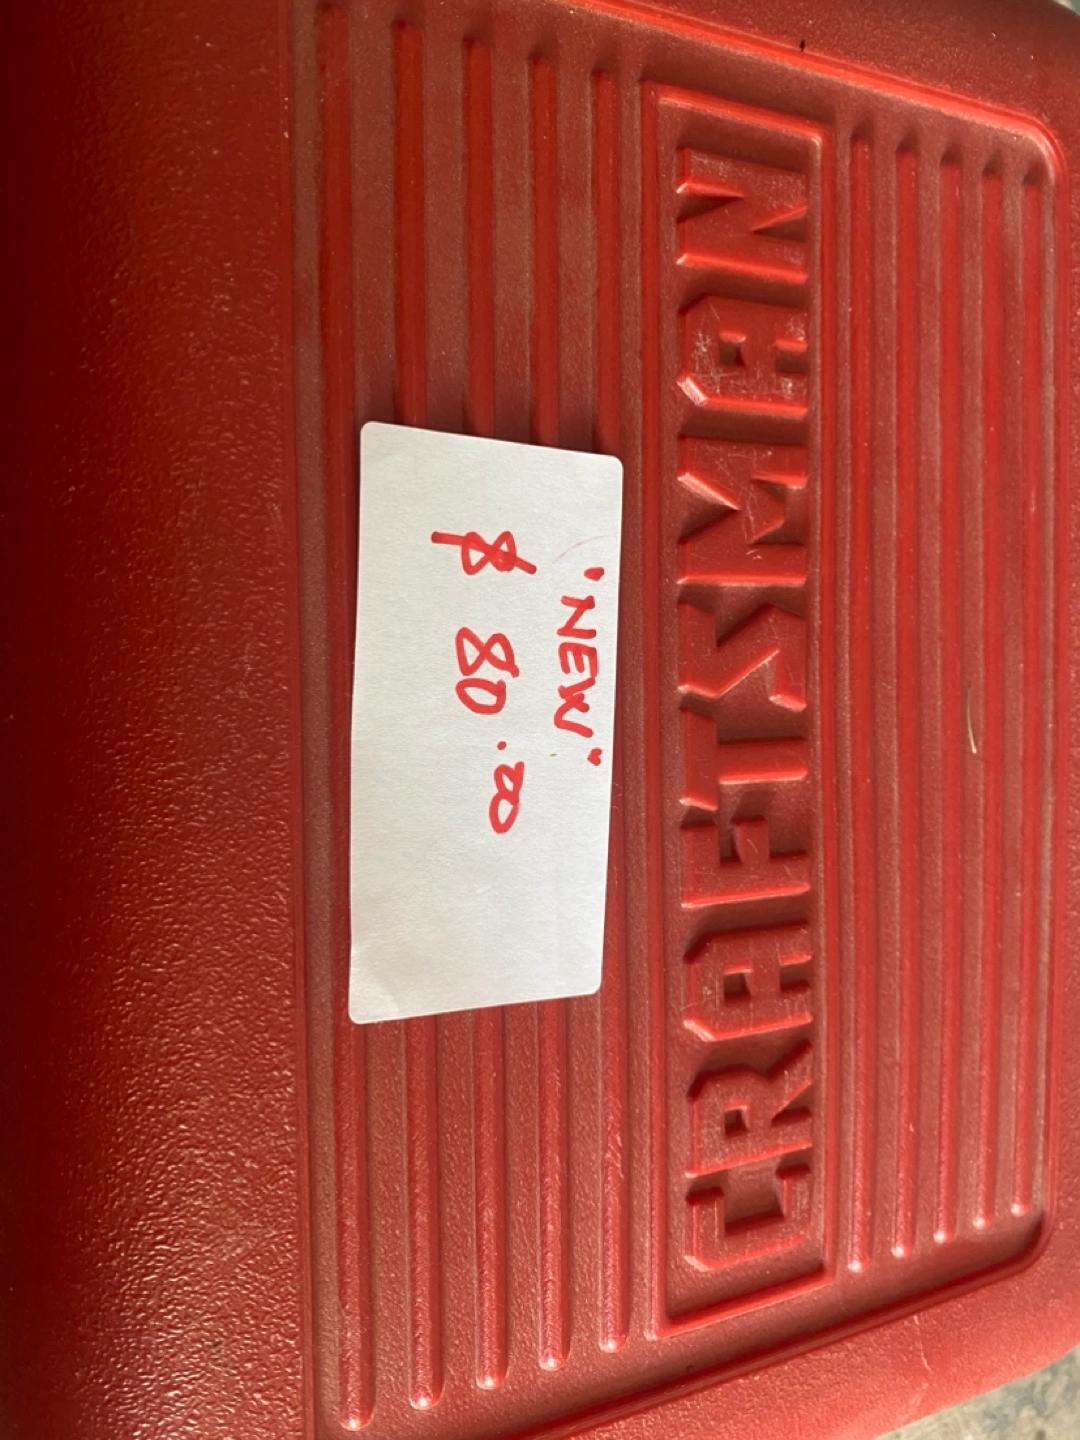 "NEW"
$ 80.00
CRAFTSMAN